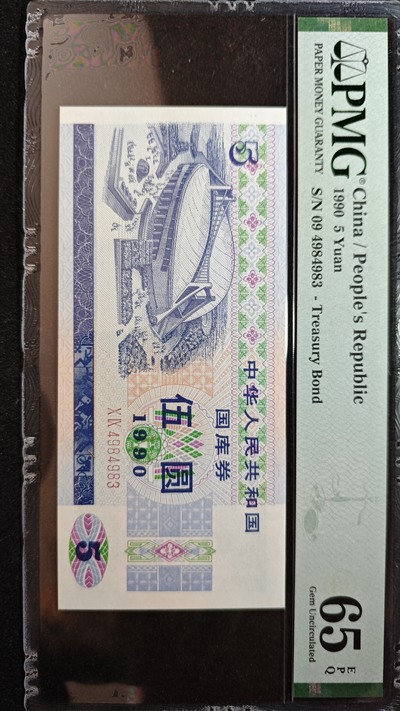 PMG®
PAPER MONEY GUARANTY
China / People's Republic
1990 5 Yuan
S/N 09 4984983 - Treasury Bond
65 EPQ
Gem Uncirculated
5
中华人民共和国
国库券
伍圆
1990
XIV4984983
5